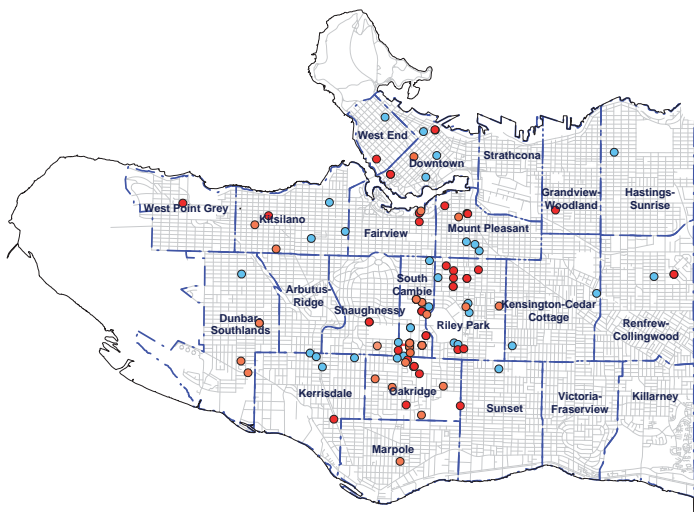 West End
Downtown
Strathcona
West Point Grey
Kitsilano
Fairview
Mount Pleasant
Grandview-
Woodland
Hastings-
Sunrise
Arbutus-
Ridge
Shaughnessy
South
Cambie
Riley Park
Kensington-Cedar
Cottage
Dunbar
Southlands
Renfrew-
Collingwood
Kerrisdale
Oakridge
Sunset
Victoria-
Fraserview
Killarney
Marpole